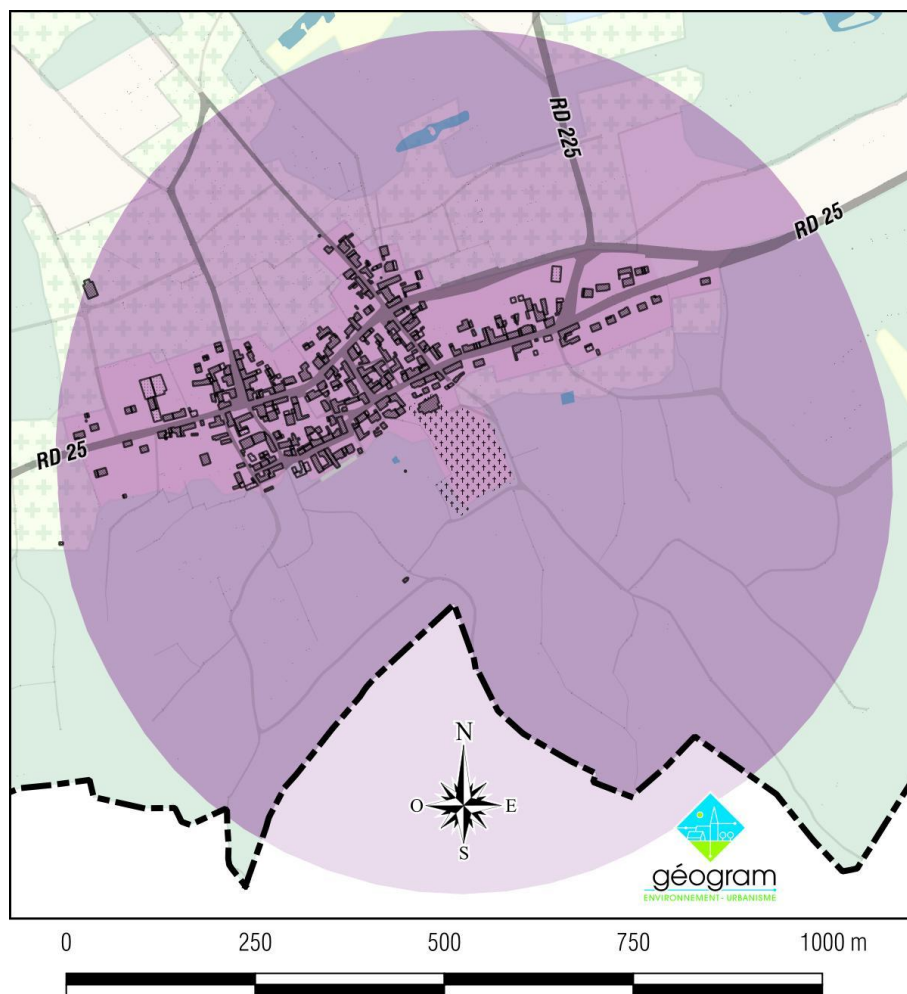 RD 225
RD 25
RD 25
N
O E
S
géogram
ENVIRONNEMENT - URBANISME
0 250 500 750 1000 m